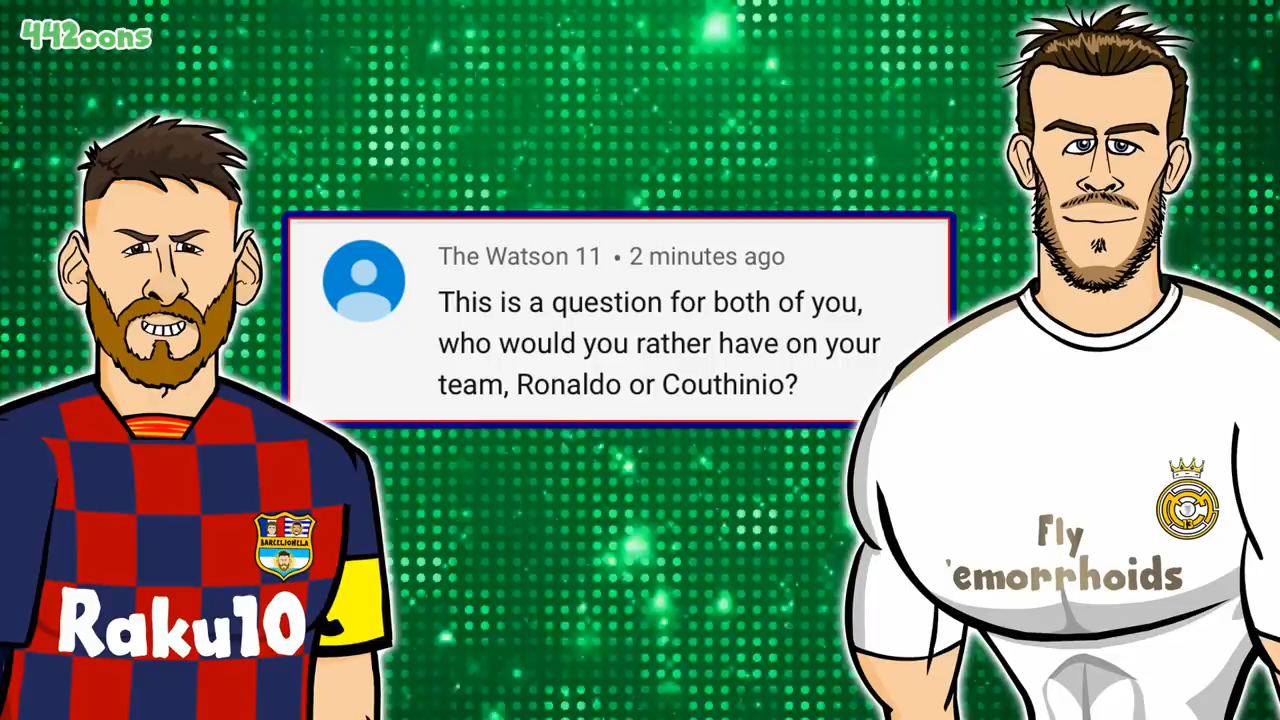 442oons
The Watson 11 • 2 minutes ago
This is a question for both of you,
who would you rather have on your
team, Ronaldo or Couthinio?
BARCELIONELA
Raku10
Fly
'emorrhoids